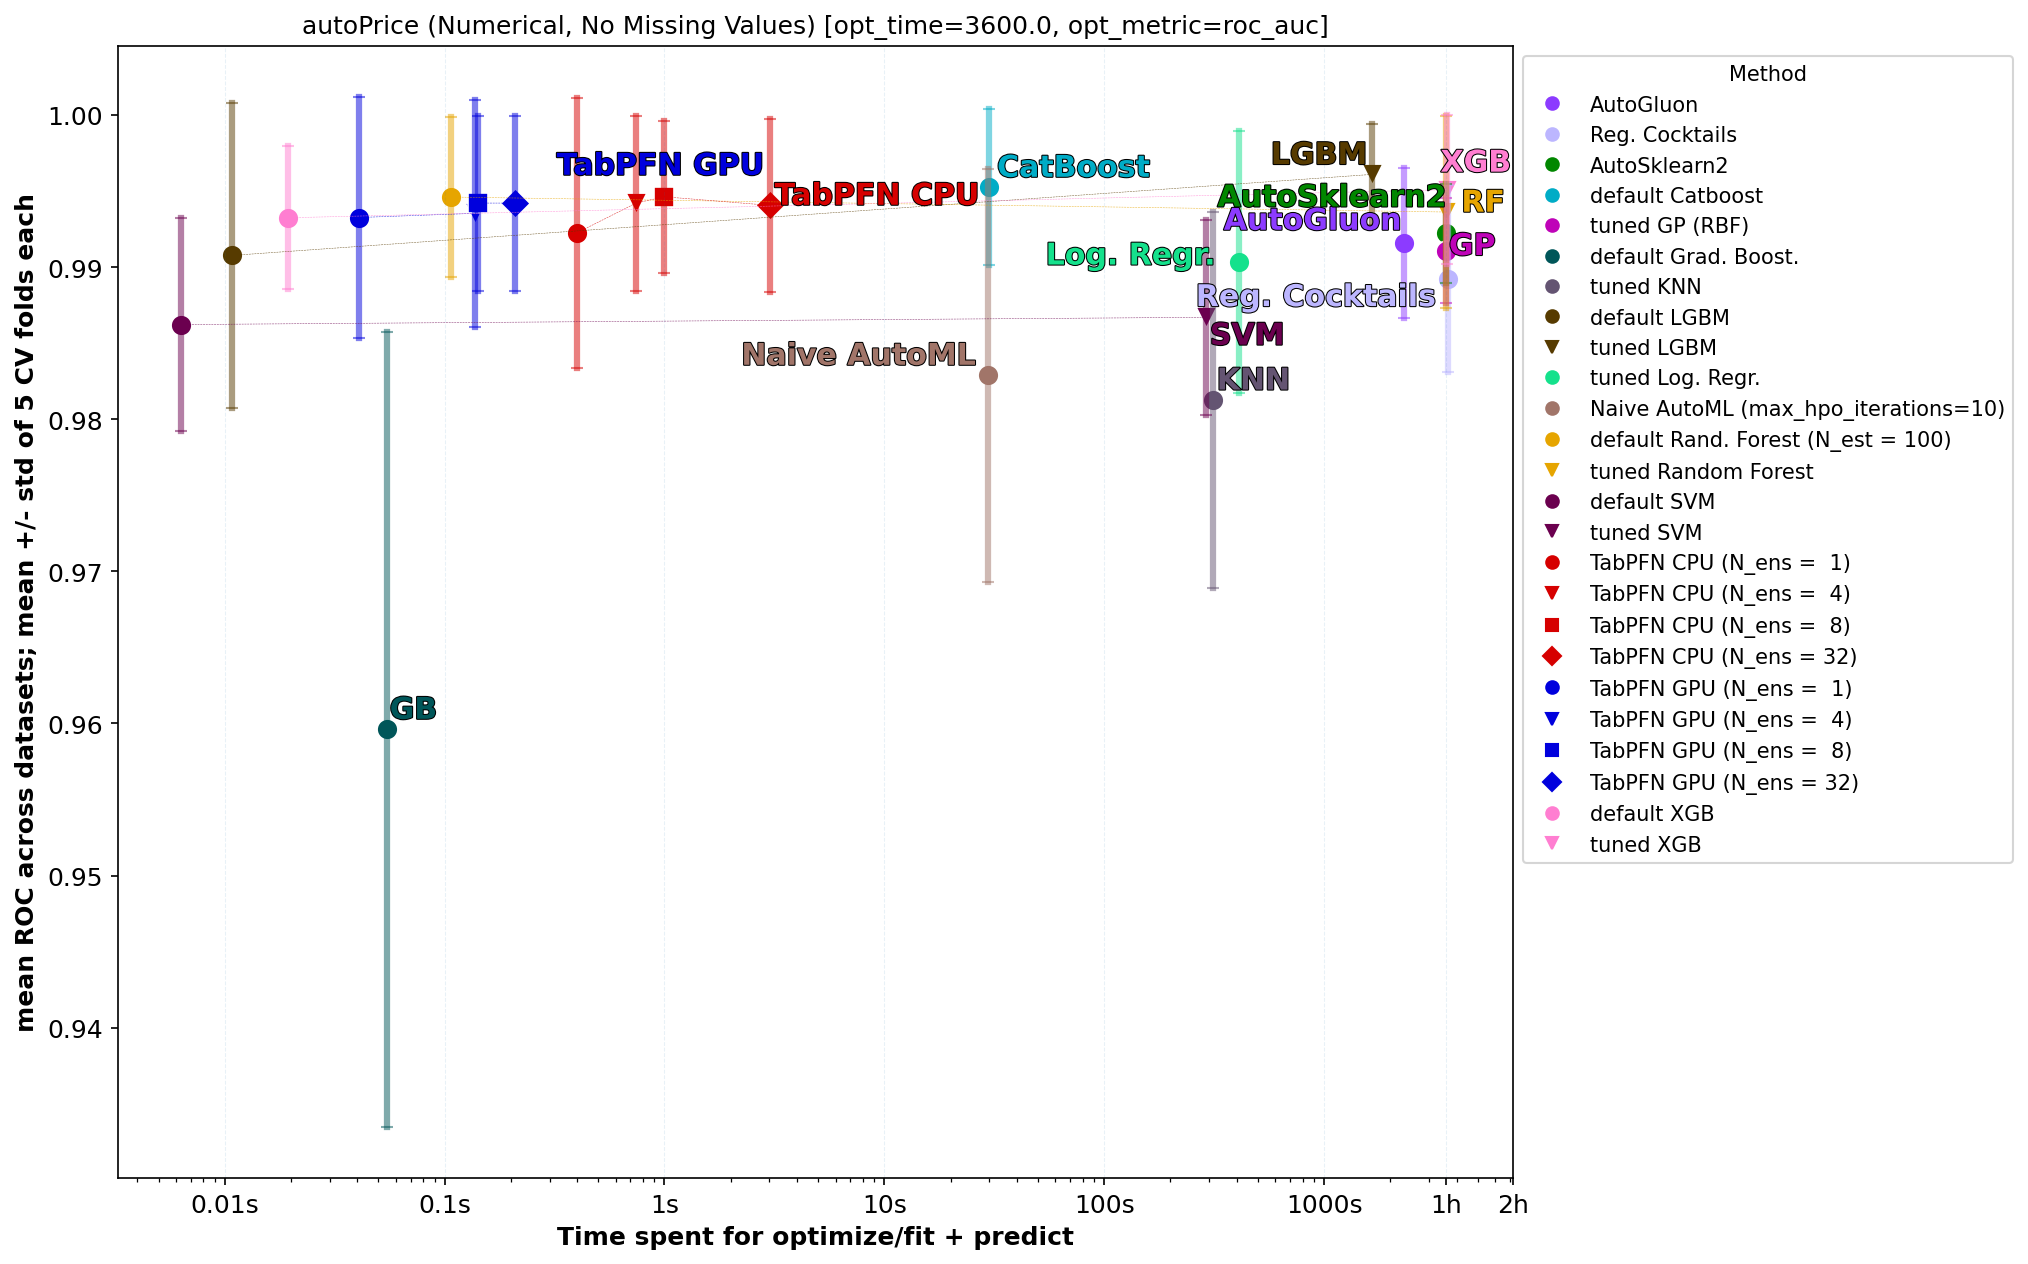 autoPrice (Numerical, No Missing Values) [opt_time=3600.0, opt_metric=roc_auc]
mean ROC across datasets; mean +/- std of 5 CV folds each
1.00
0.99
0.98
0.97
0.96
0.95
0.94
TabPFN GPU
TabPFN CPU
CatBoost
LGBM
XGB
AutoSklearn2
RF
AutoGluon
GP
Log. Regr.
Reg. Cocktails
SVM
Naive AutoML
KNN
GB
0.01s
0.1s
1s
10s
100s
1000s
1h
2h
Time spent for optimize/fit + predict
Method
AutoGluon
Reg. Cocktails
AutoSklearn2
default Catboost
tuned GP (RBF)
default Grad. Boost.
tuned KNN
default LGBM
tuned LGBM
tuned Log. Regr.
Naive AutoML (max_hpo_iterations=10)
default Rand. Forest (N_est = 100)
tuned Random Forest
default SVM
tuned SVM
TabPFN CPU (N_ens =  1)
TabPFN CPU (N_ens =  4)
TabPFN CPU (N_ens =  8)
TabPFN CPU (N_ens = 32)
TabPFN GPU (N_ens =  1)
TabPFN GPU (N_ens =  4)
TabPFN GPU (N_ens =  8)
TabPFN GPU (N_ens = 32)
default XGB
tuned XGB